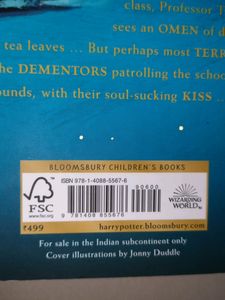 class, Professor T
sees an OMEN of d
tea leaves ... But perhaps most TERR
he DEMENTORS patrolling the schoo
ounds, with their soul-sucking KISS ...
BLOOMSBURY CHILDREN'S BOOKS
ISBN 978-1-4088-5567-6
90600
FSC
www.fsc.org
9 781408 855676
WIZARDING
WORLD
₹499
harrypotter.bloomsbury.com
For sale in the Indian subcontinent only
Cover illustrations by Jonny Duddle